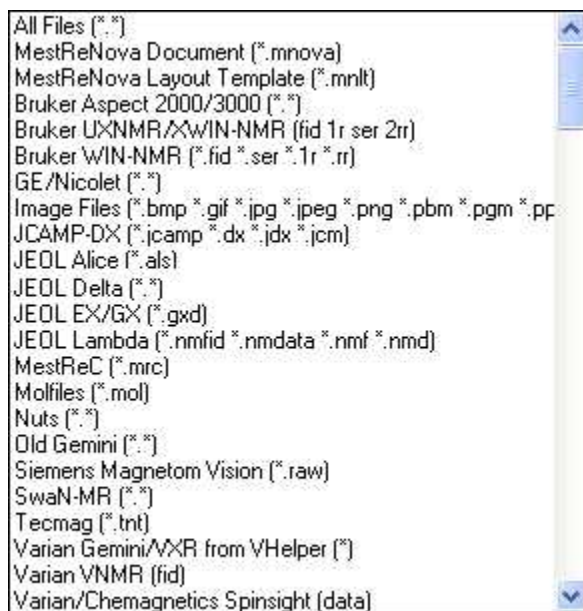 All Files (*.*)
MestReNova Document (*.mnova)
MestReNova Layout Template (*.mnlt)
Bruker Aspect 2000/3000 (*.*)
Bruker UXNMR/XWIN-NMR (fid 1r ser 2rr)
Bruker WIN-NMR (*.fid *.ser *.1r *.rr)
GE/Nicolet (*.*)
Image Files (*.bmp *.gif *.jpg *.jpeg *.png *.pbm *.pgm *.pp
JCAMP-DX (*.jcamp *.dx *.jdx *.jcm)
JEOL Alice (*.als)
JEOL Delta (*.*)
JEOL EX/GX (*.gxd)
JEOL Lambda (*.nmfid *.nmdata *.nmf *.nmd)
MestReC (*.mrc)
Molfiles (*.mol)
Nuts (*.*)
Old Gemini (*.*)
Siemens Magnetom Vision (*.raw)
SwaN-MR (*.*)
Tecmag (*.tnt)
Varian Gemini/VXR from VHelper (*)
Varian VNMR (fid)
Varian/Chemagnetics Spinsight (data)